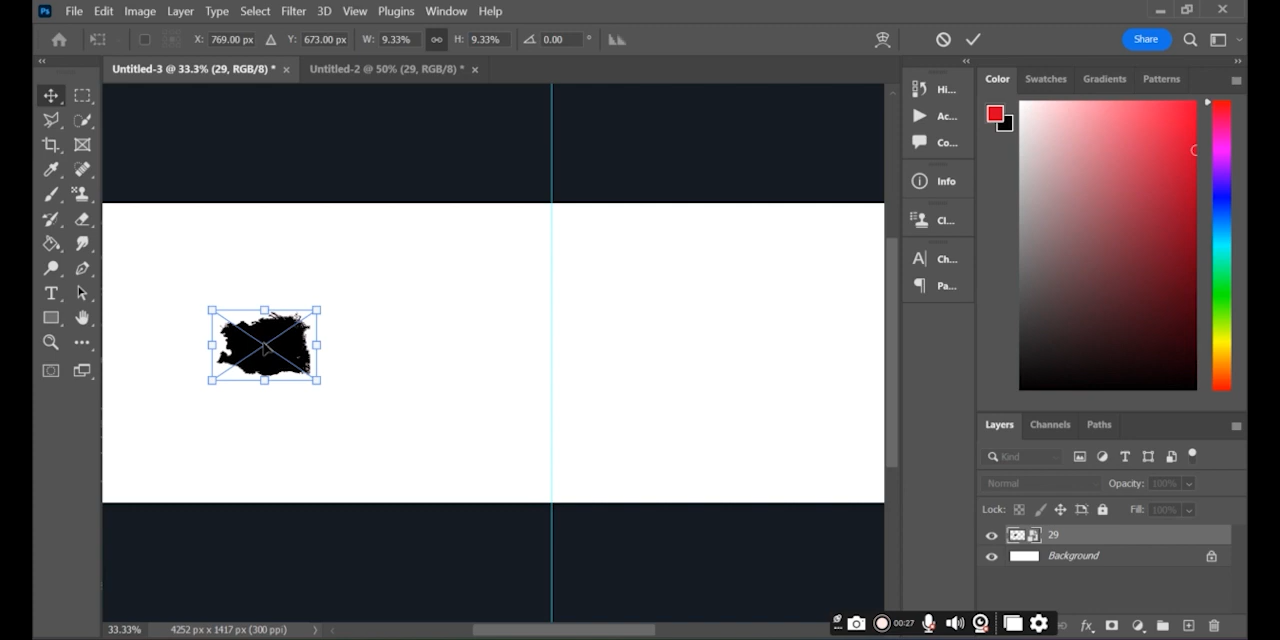 Ps File Edit Image Layer Type Select Filter 3D View Plugins Window Help
X: 769.00 px Y: 673.00 px W: 9.33% H: 9.33% 0.00 ° Share
Untitled-3 @ 33.3% (29, RGB/8) * × Untitled-2 @ 50% (29, RGB/8) * ×
Hi...
Ac...
Co...
Info
Cl...
Ch...
Pa...
Color Swatches Gradients Patterns
Layers Channels Paths
Kind
Normal Opacity: 100%
Lock: Fill: 100%
29
Background
33.33% 4252 px x 1417 px (300 ppi)
00:27
fx